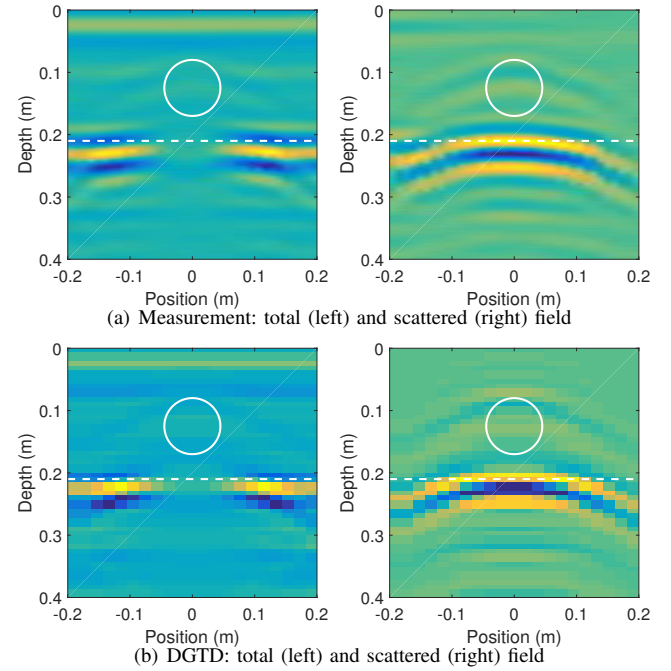 0
0.1
0.2
0.3
0.4
Depth (m)
-0.2 -0.1 0 0.1 0.2
Position (m)
0
0.1
0.2
0.3
0.4
Depth (m)
-0.2 -0.1 0 0.1 0.2
Position (m)
(a) Measurement: total (left) and scattered (right) field
0
0.1
0.2
0.3
0.4
Depth (m)
-0.2 -0.1 0 0.1 0.2
Position (m)
0
0.1
0.2
0.3
0.4
Depth (m)
-0.2 -0.1 0 0.1 0.2
Position (m)
(b) DGTD: total (left) and scattered (right) field